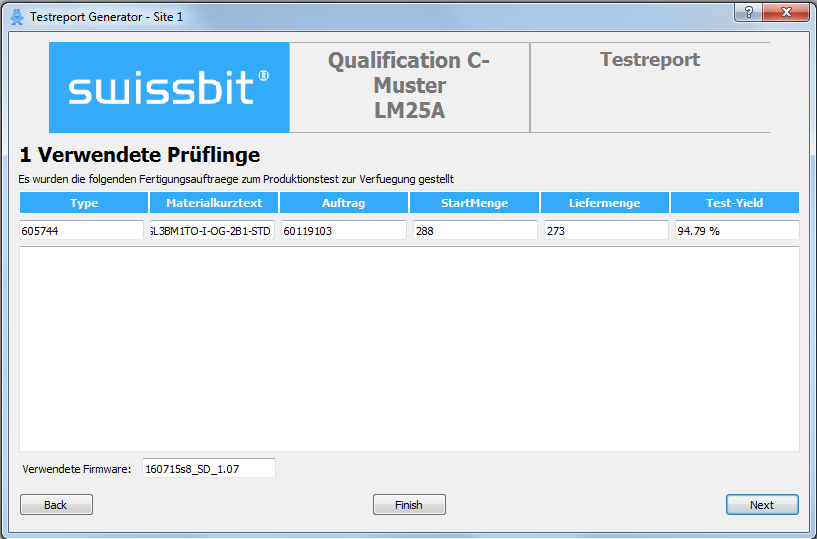 Testreport Generator - Site 1
swissbit®
Qualification C-
Muster
LM25A
Testreport
1 Verwendete Prüflinge
Es wurden die folgenden Fertigungsauftraege zum Produktionstest zur Verfuegung gestellt
Type Materialkurztext Auftrag StartMenge Liefermenge Test-Yield
605744 GL3BM1TO-I-OG-2B1-STD 60119103 288 273 94.79 %
Verwendete Firmware: 160715s8_SD_1.07
Back Finish Next